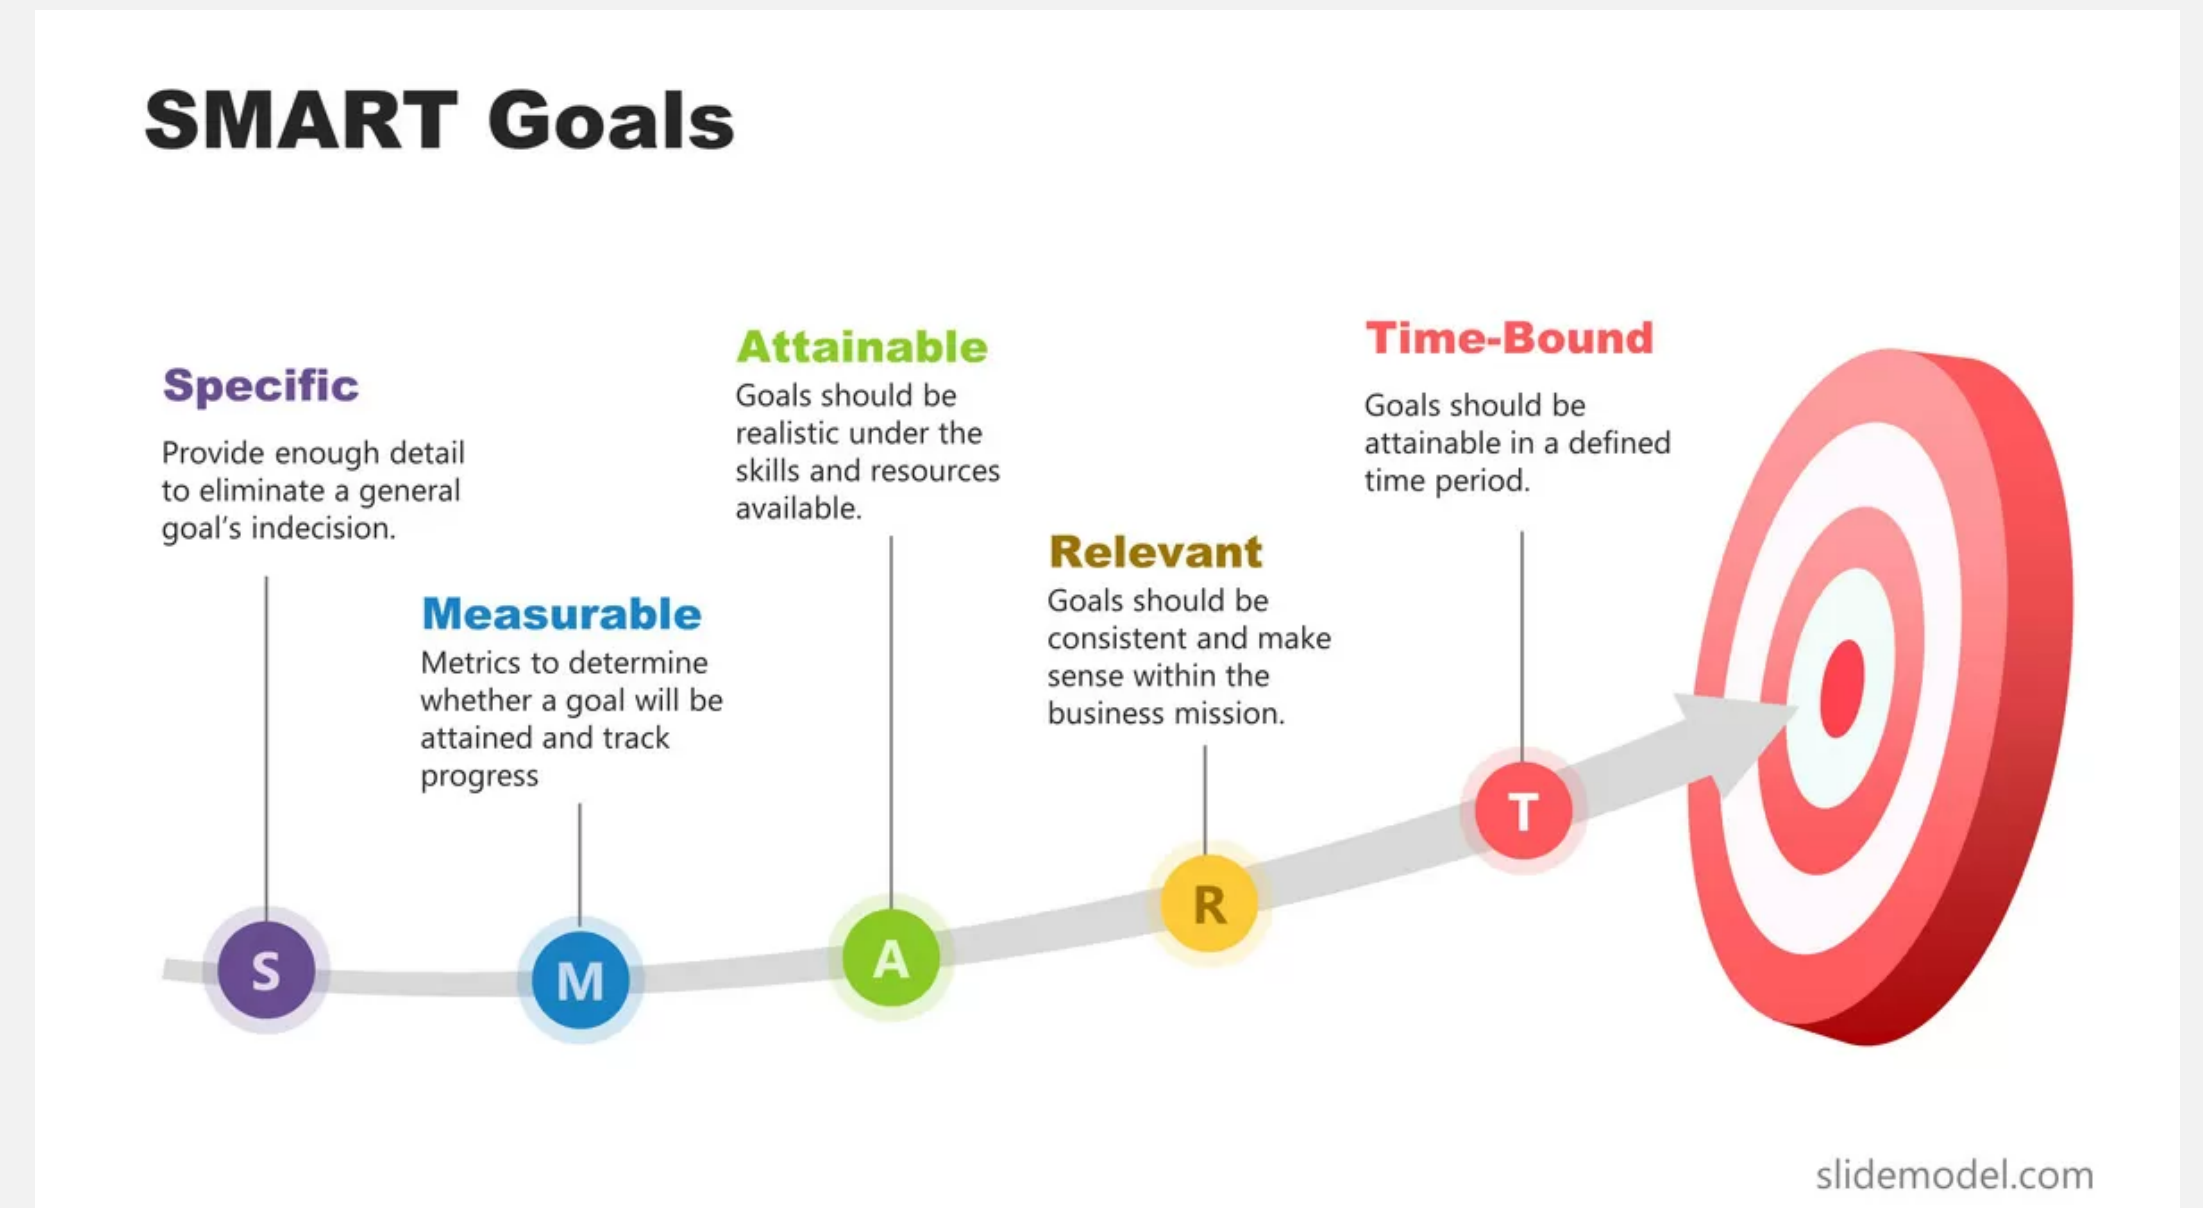 SMART Goals
Specific
Provide enough detail
to eliminate a general
goal’s indecision.
Measurable
Metrics to determine
whether a goal will be
attained and track
progress
Attainable
Goals should be
realistic under the
skills and resources
available.
Relevant
Goals should be
consistent and make
sense within the
business mission.
Time-Bound
Goals should be
attainable in a defined
time period.
S
M
A
R
T
slidemodel.com